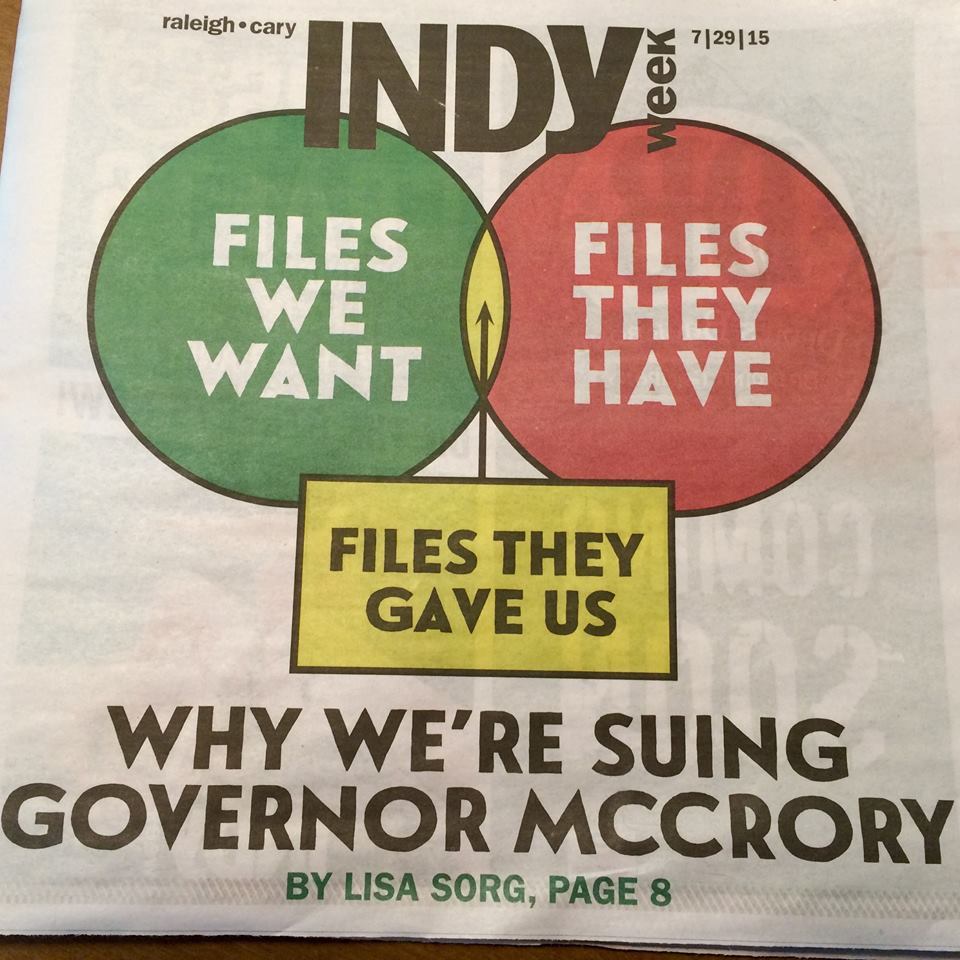 raleigh•cary
INDY
week
7|29|15
FILES
WE
WANT
FILES
THEY
HAVE
FILES THEY
GAVE US
WHY WE'RE SUING
GOVERNOR MCCRORY
BY LISA SORG, PAGE 8